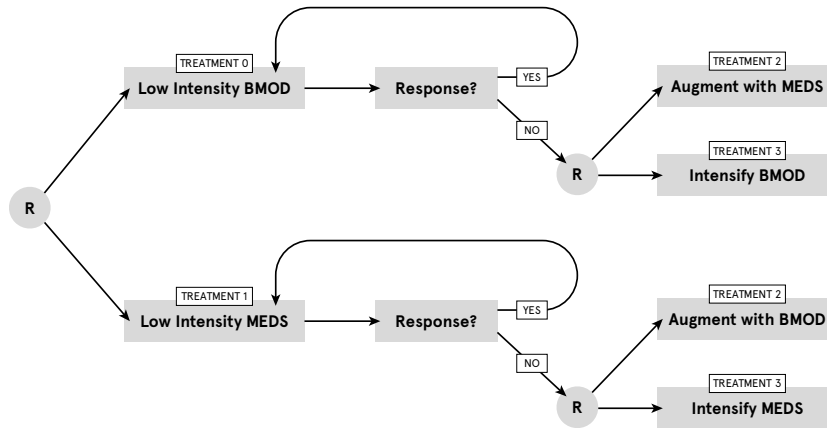 TREATMENT 0
Low Intensity BMOD
Response?
YES
NO
R
TREATMENT 2
Augment with MEDS
TREATMENT 3
Intensify BMOD
R
TREATMENT 1
Low Intensity MEDS
Response?
YES
NO
R
TREATMENT 2
Augment with BMOD
TREATMENT 3
Intensify MEDS